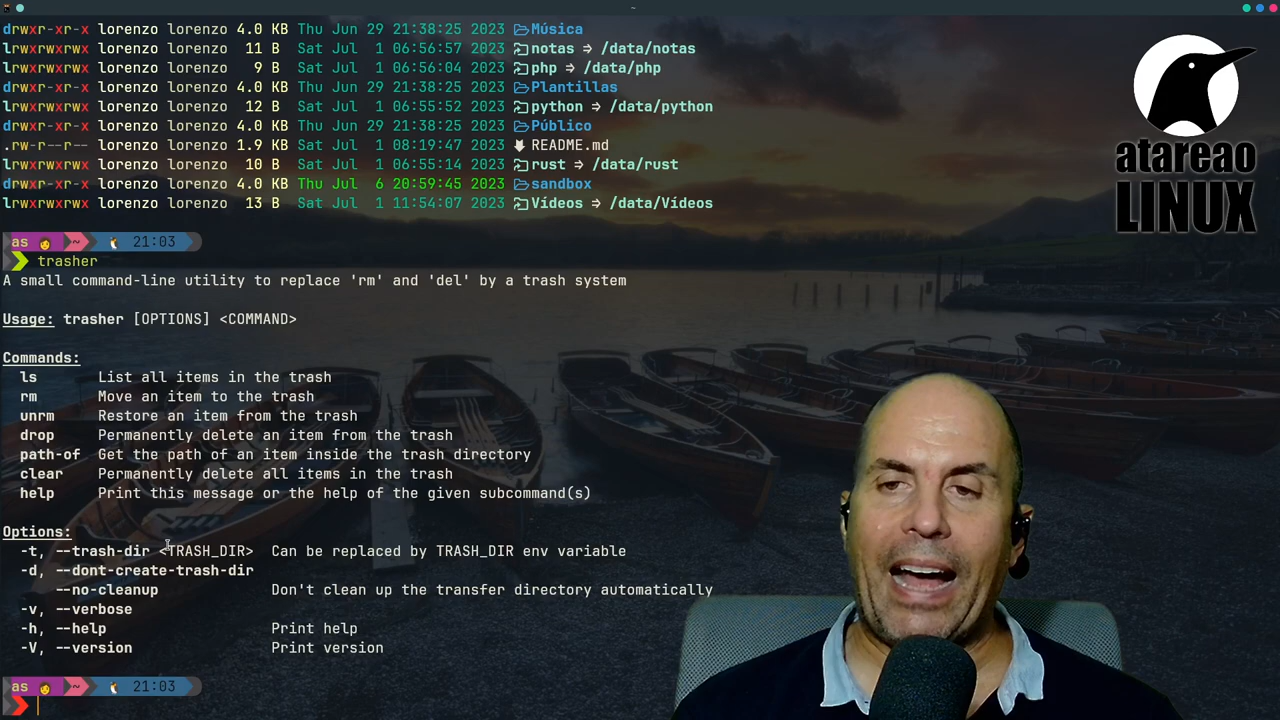 ~
drwxr-xr-x lorenzo lorenzo 4.0 KB Thu Jun 29 21:38:25 2023 Música
lrwxrwxrwx lorenzo lorenzo 11 B Sat Jul 1 06:56:57 2023 notas ⇒ /data/notas
lrwxrwxrwx lorenzo lorenzo 9 B Sat Jul 1 06:56:04 2023 php ⇒ /data/php
drwxr-xr-x lorenzo lorenzo 4.0 KB Thu Jun 29 21:38:25 2023 Plantillas
lrwxrwxrwx lorenzo lorenzo 12 B Sat Jul 1 06:55:52 2023 python ⇒ /data/python
drwxr-xr-x lorenzo lorenzo 4.0 KB Thu Jun 29 21:38:25 2023 Público
.rw-r--r-- lorenzo lorenzo 1.9 KB Sat Jul 1 08:19:47 2023 README.md
lrwxrwxrwx lorenzo lorenzo 10 B Sat Jul 1 06:55:14 2023 rust ⇒ /data/rust
drwxr-xr-x lorenzo lorenzo 4.0 KB Thu Jul 6 20:59:45 2023 sandbox
lrwxrwxrwx lorenzo lorenzo 13 B Sat Jul 1 11:54:07 2023 Vídeos ⇒ /data/Vídeos
atareao
LINUX
as ~ 21:03
trasher
A small command-line utility to replace 'rm' and 'del' by a trash system
Usage: trasher [OPTIONS] <COMMAND>
Commands:
ls List all items in the trash
rm Move an item to the trash
unrm Restore an item from the trash
drop Permanently delete an item from the trash
path-of Get the path of an item inside the trash directory
clear Permanently delete all items in the trash
help Print this message or the help of the given subcommand(s)
Options:
-t, --trash-dir <TRASH_DIR> Can be replaced by TRASH_DIR env variable
-d, --dont-create-trash-dir
--no-cleanup Don't clean up the transfer directory automatically
-v, --verbose
-h, --help Print help
-V, --version Print version
as ~ 21:03